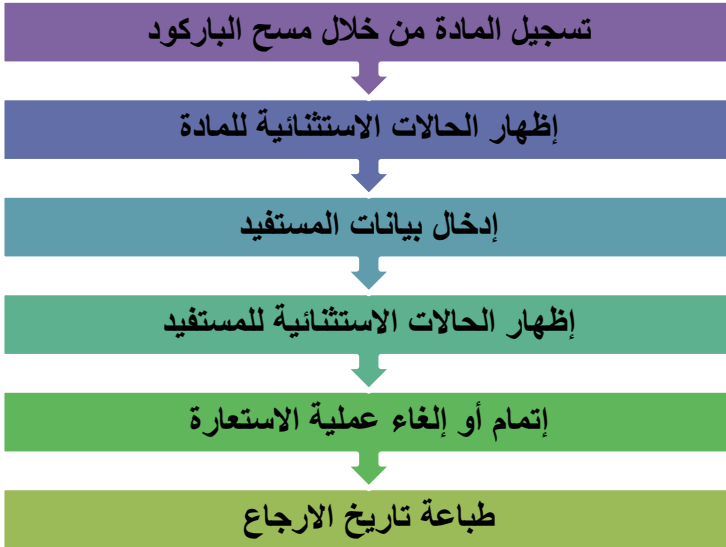 تسجيل المادة من خلال مسح الباركود
إظهار الحالات الاستثنائية للمادة
إدخال بيانات المستفيد
إظهار الحالات الاستثنائية للمستفيد
إتمام أو إلغاء عملية الاستعارة
طباعة تاريخ الارجاع